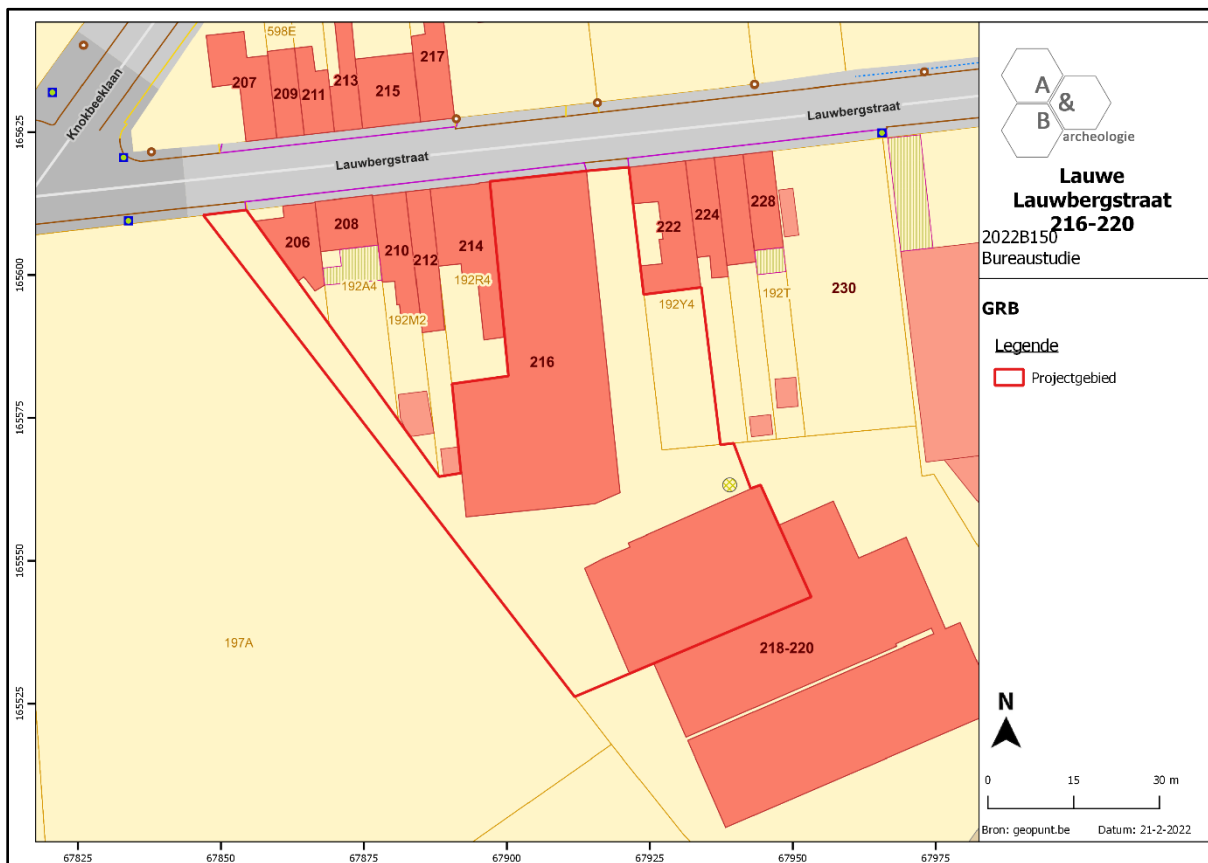 598E
207
209
211
213
215
217
Knokbeeklaan
Lauwbergstraat
Lauwbergstraat
206
208
210
212
214
216
222
224
228
230
192A4
192M2
192R4
192Y4
192T
197A
218-220
165625
165600
165575
165550
165525
67825
67850
67875
67900
67925
67950
67975
A
&
B
archeologie
Lauwe
Lauwbergstraat
216-220
2022B150
Bureaustudie
GRB
Legende
Projectgebied
N
0 15 30 m
Bron: geopunt.be Datum: 21-2-2022